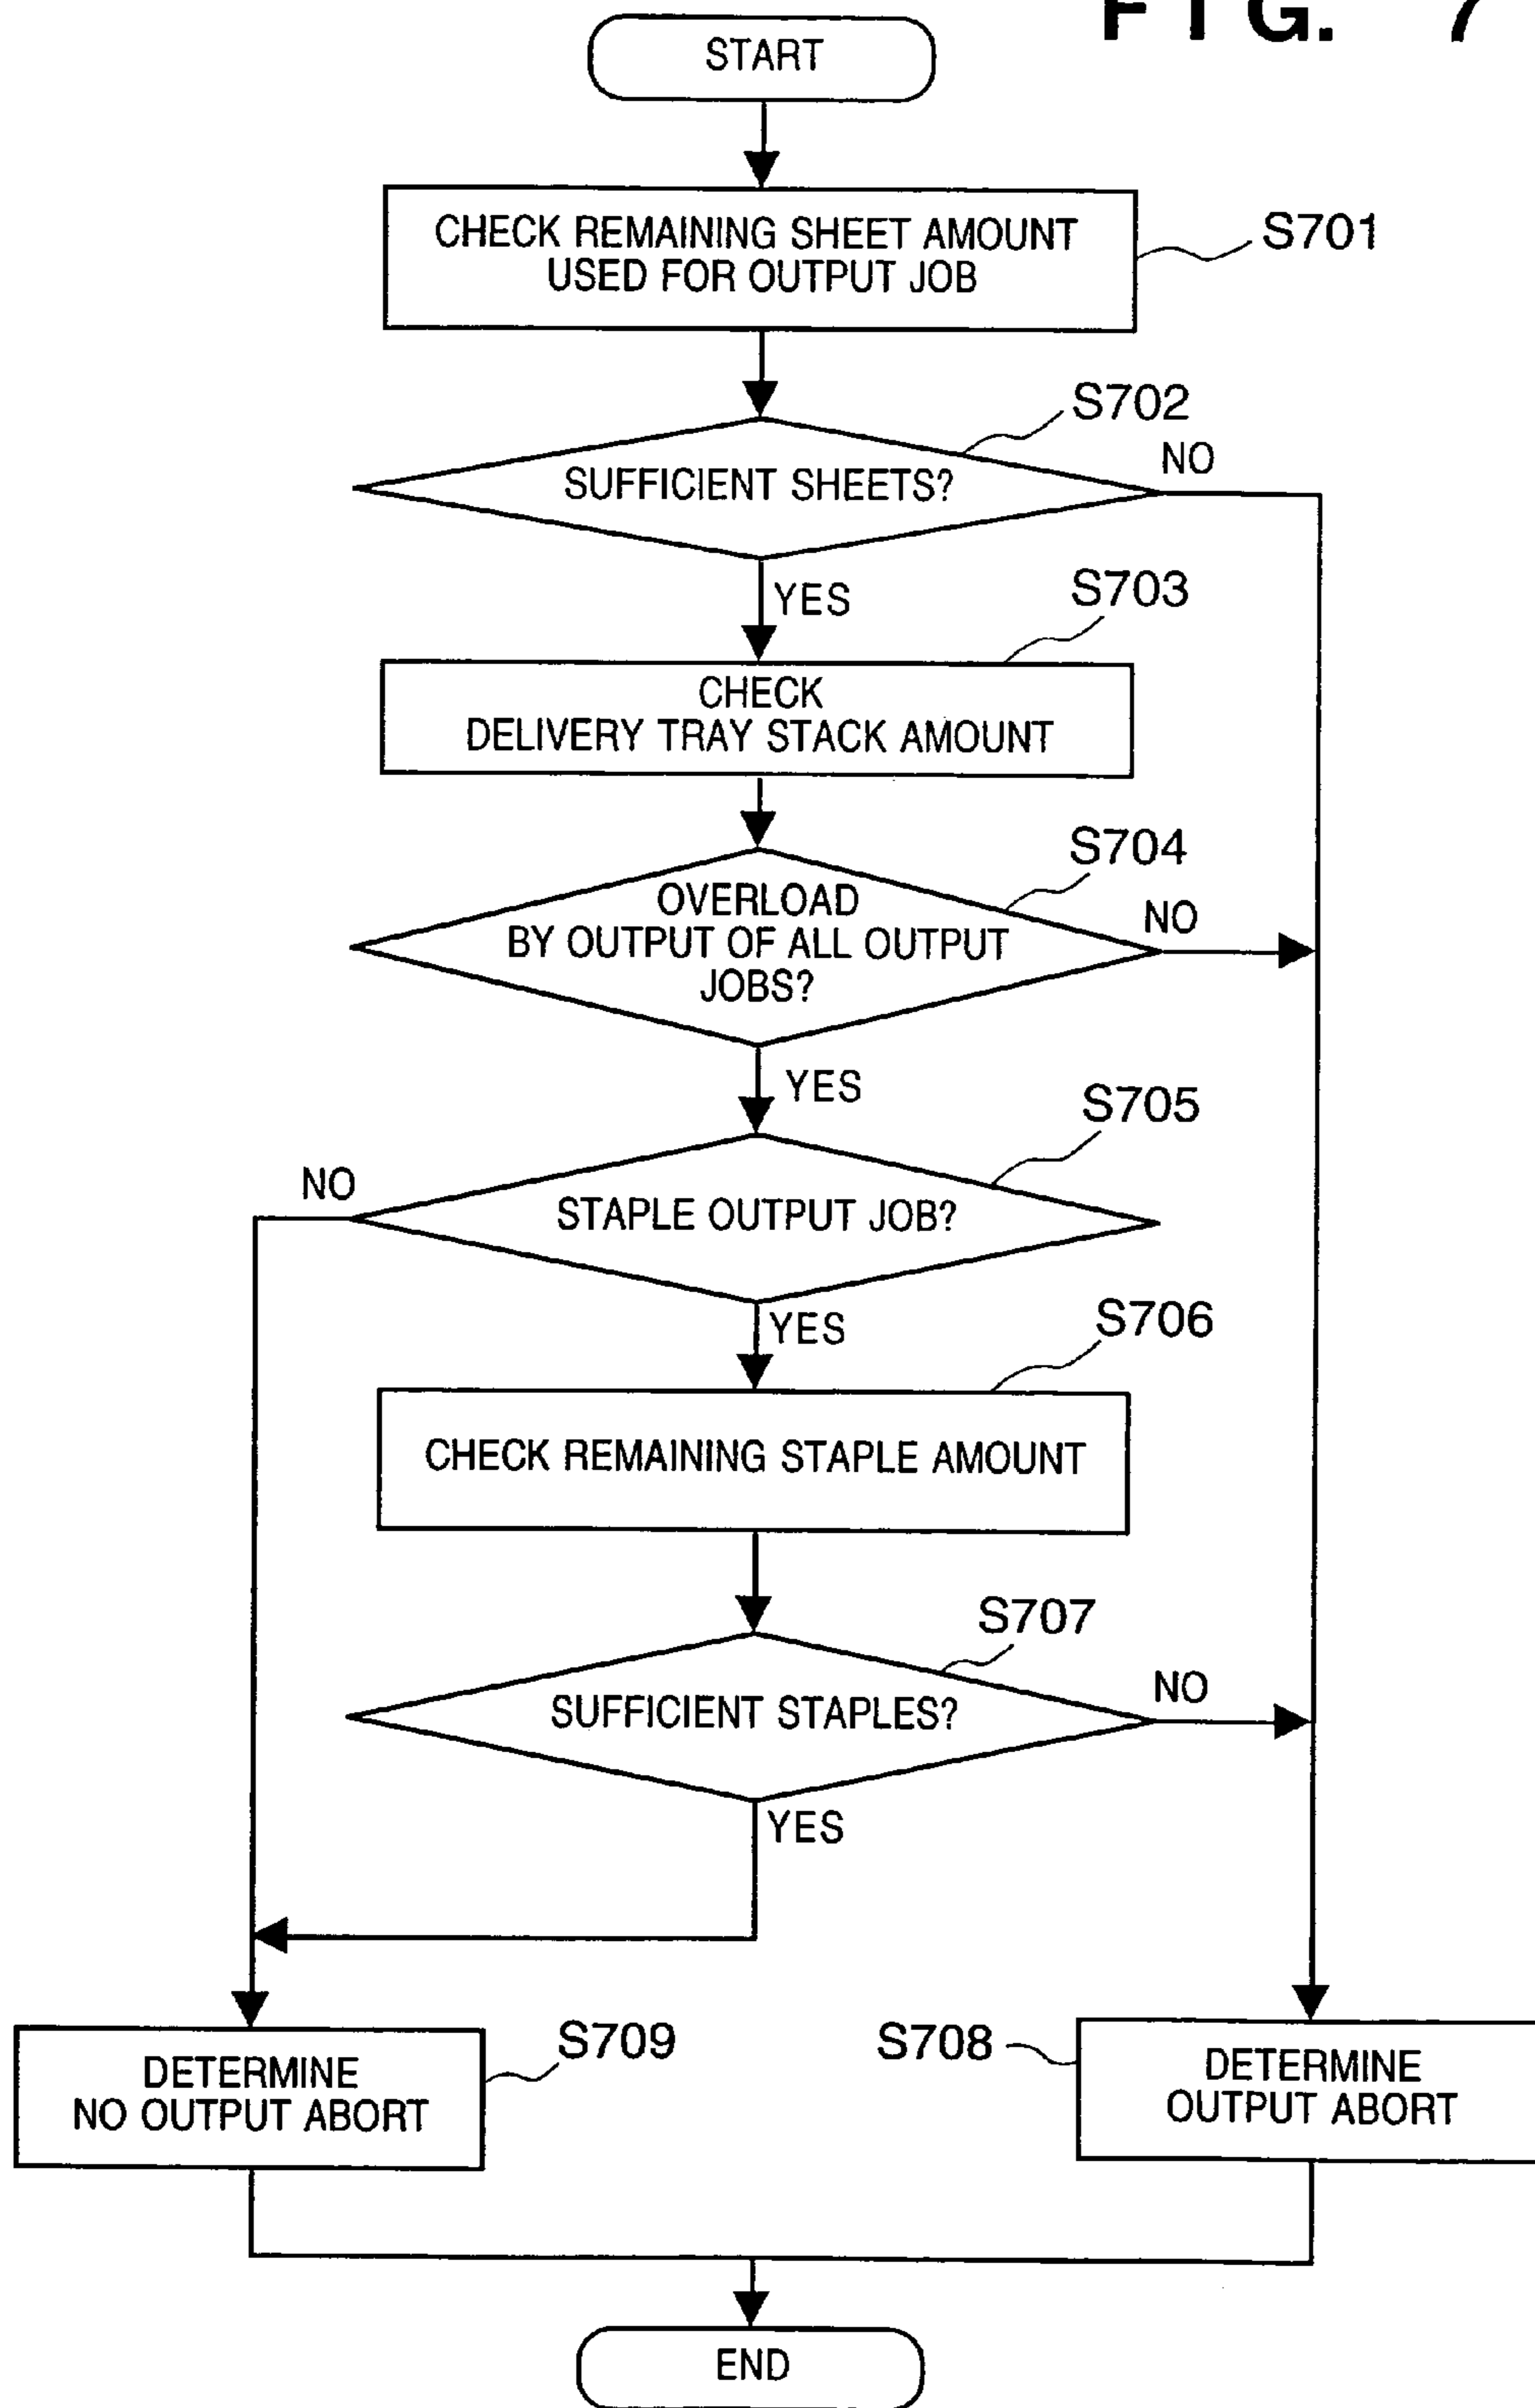 FIG. 7
START
CHECK REMAINING SHEET AMOUNT
USED FOR OUTPUT JOB
S701
S702
SUFFICIENT SHEETS?
NO
YES
S703
CHECK
DELIVERY TRAY STACK AMOUNT
S704
OVERLOAD
BY OUTPUT OF ALL OUTPUT
JOBS?
NO
YES
S705
NO
STAPLE OUTPUT JOB?
YES
S706
CHECK REMAINING STAPLE AMOUNT
S707
SUFFICIENT STAPLES?
NO
YES
S709
DETERMINE
NO OUTPUT ABORT
S708
DETERMINE
OUTPUT ABORT
END